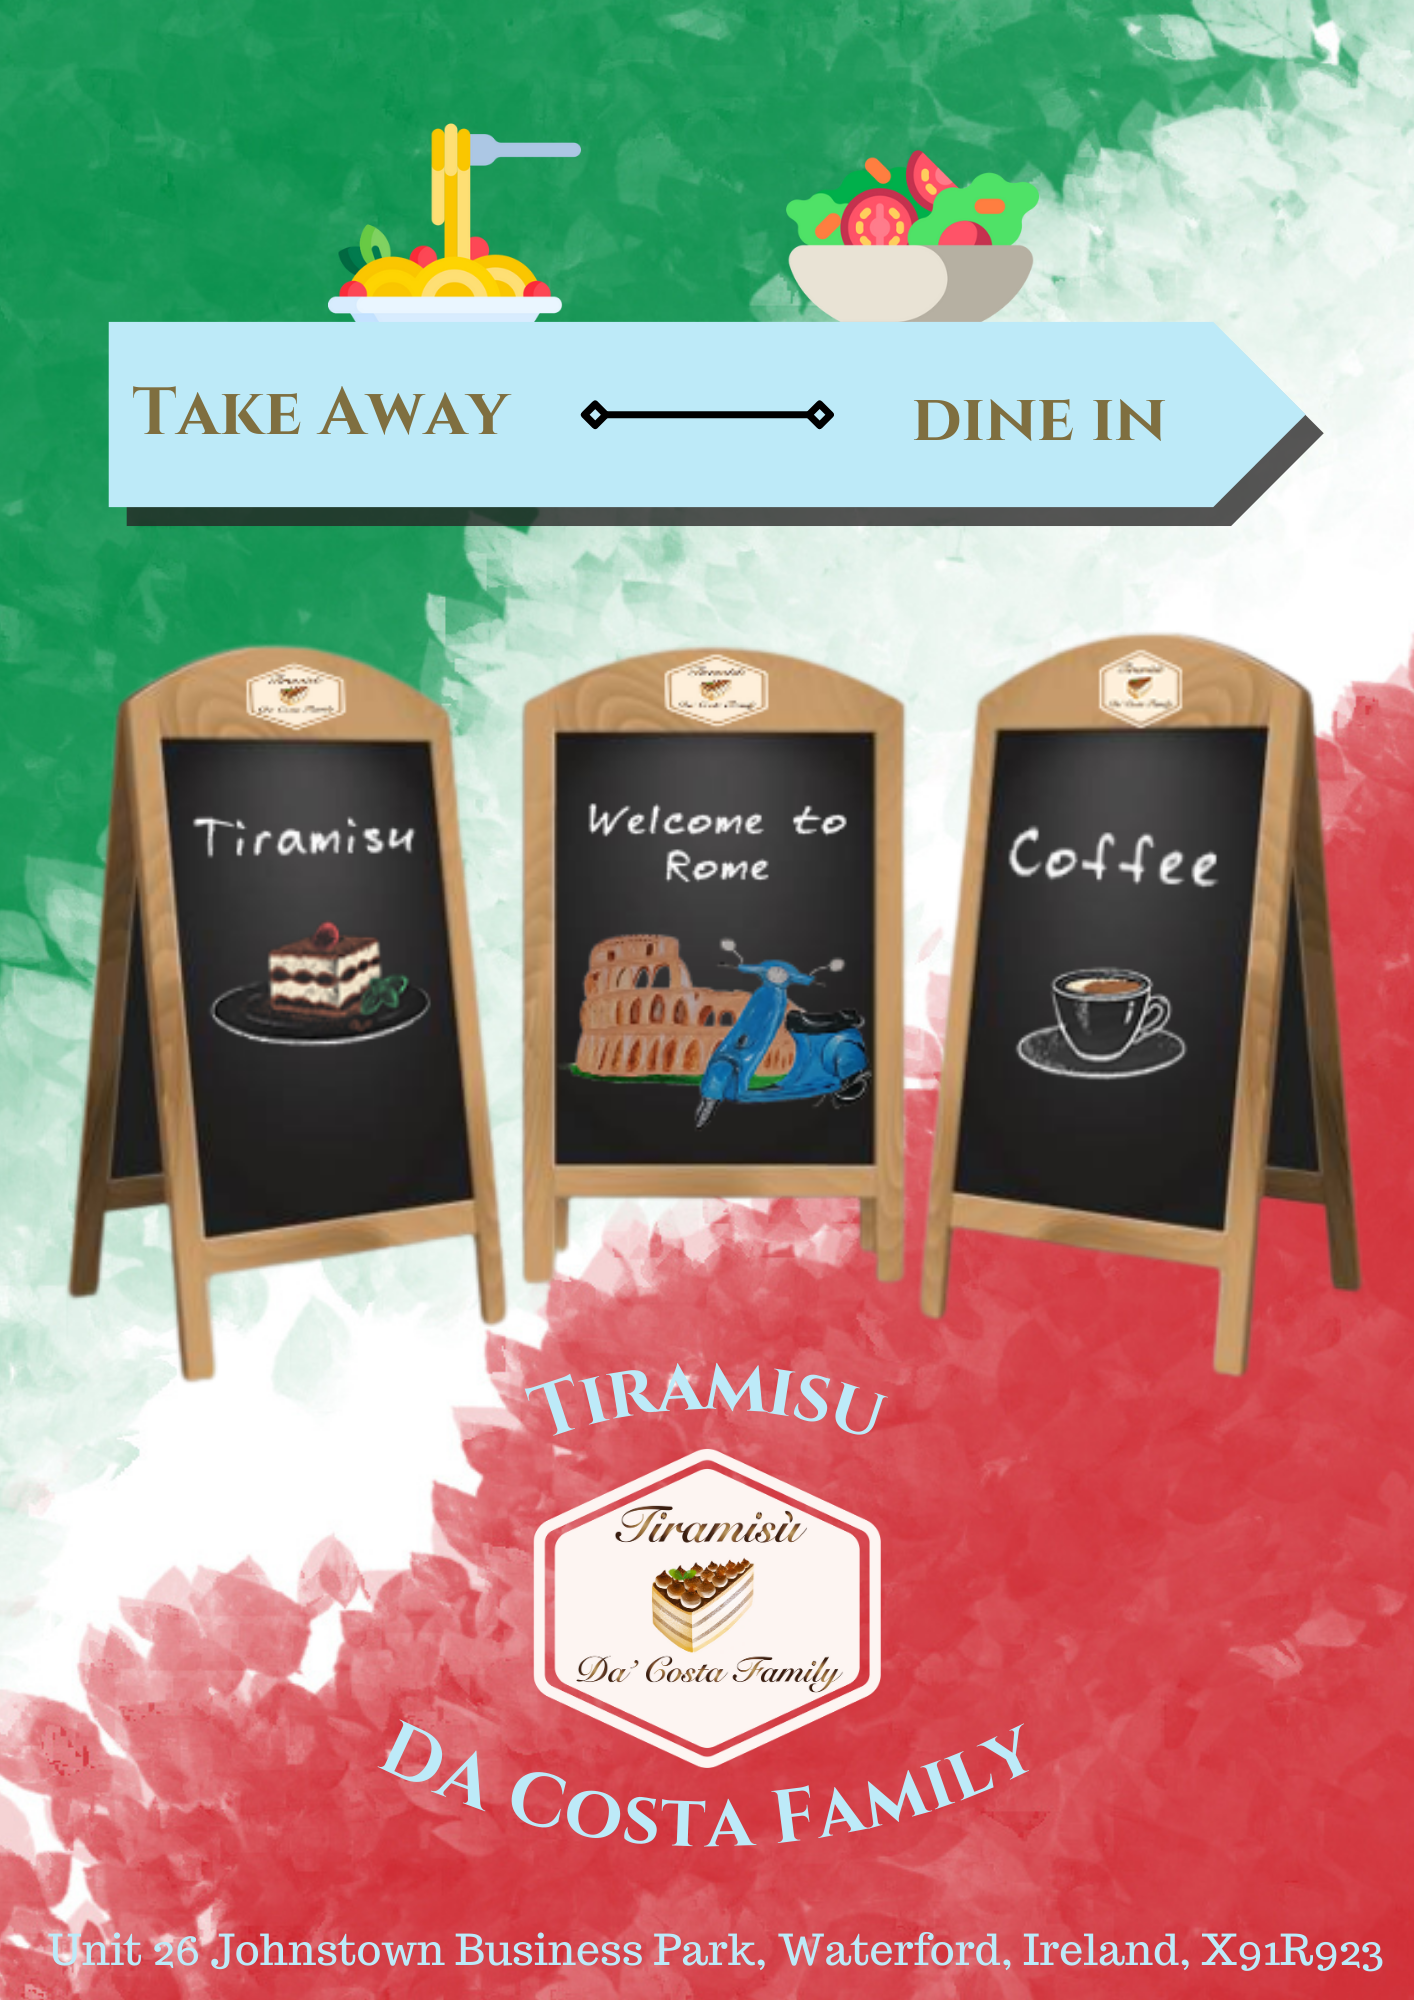 Take Away
dine in
Tiramisu
Welcome to
Rome
Coffee
Tiramisu
Tiramisù
Da' Costa Family
Da Costa Family
Unit 26 Johnstown Business Park, Waterford, Ireland, X91R923